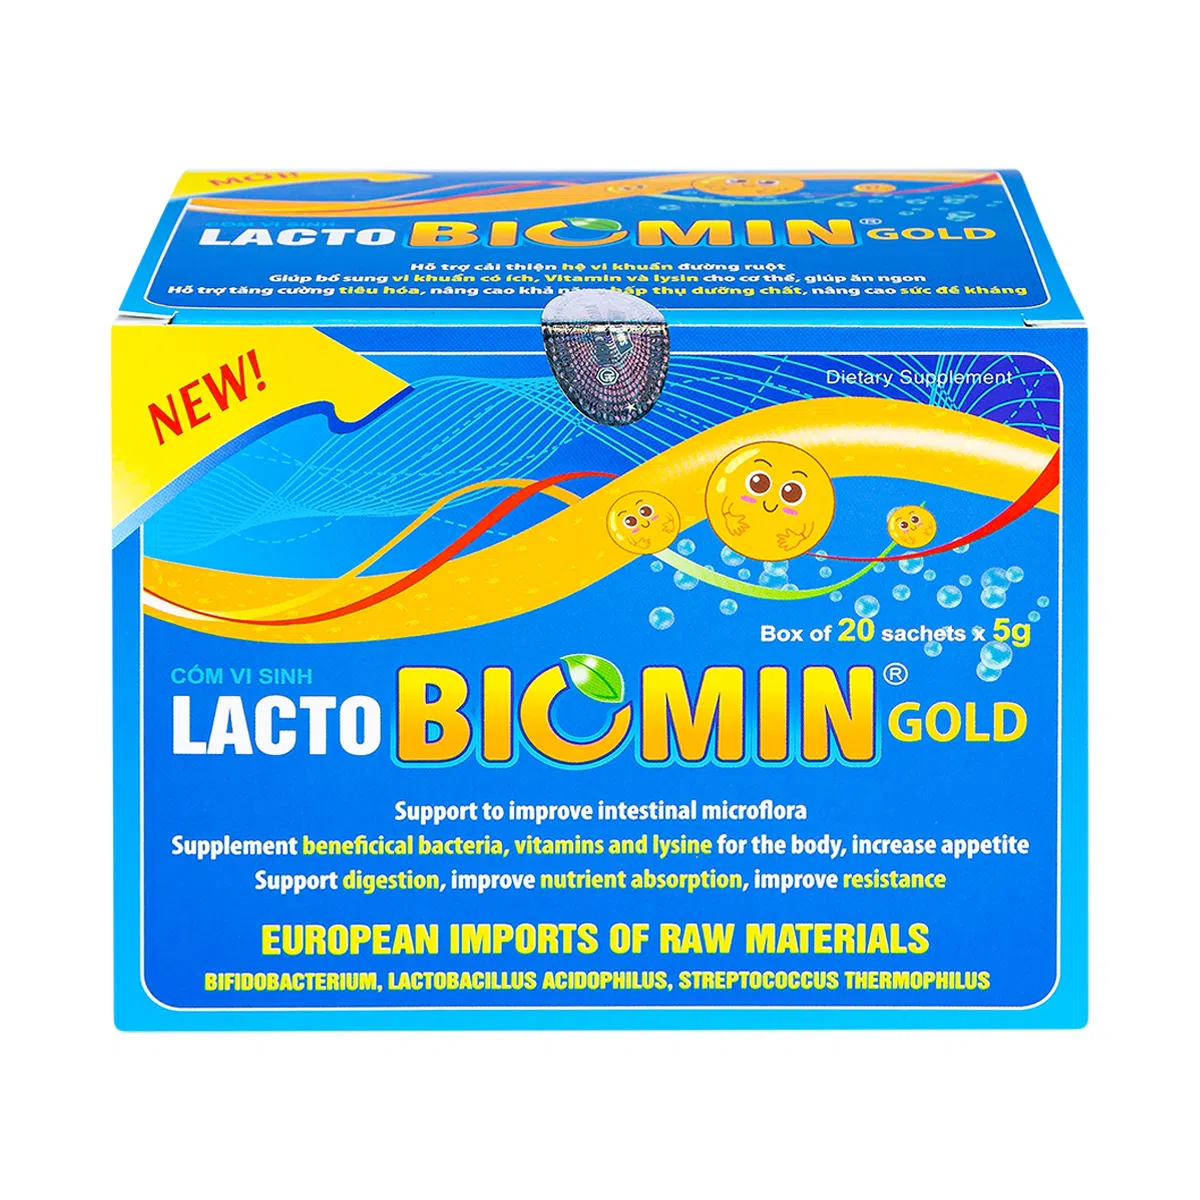 MỚI!
CỐM VI SINH
LACTO BIOMIN® GOLD
Hỗ trợ cải thiện hệ vi khuẩn đường ruột
Giúp bổ sung vi khuẩn có ích, Vitamin và lysin cho cơ thể, giúp ăn ngon
Hỗ trợ tăng cường tiêu hóa, nâng cao khả năng hấp thụ dưỡng chất, nâng cao sức đề kháng
NEW!
Dietary Supplement
Box of 20 sachets x 5g
CỐM VI SINH
LACTO BIOMIN® GOLD
Support to improve intestinal microflora
Supplement beneficical bacteria, vitamins and lysine for the body, increase appetite
Support digestion, improve nutrient absorption, improve resistance
EUROPEAN IMPORTS OF RAW MATERIALS
BIFIDOBACTERIUM, LACTOBACILLUS ACIDOPHILUS, STREPTOCOCCUS THERMOPHILUS